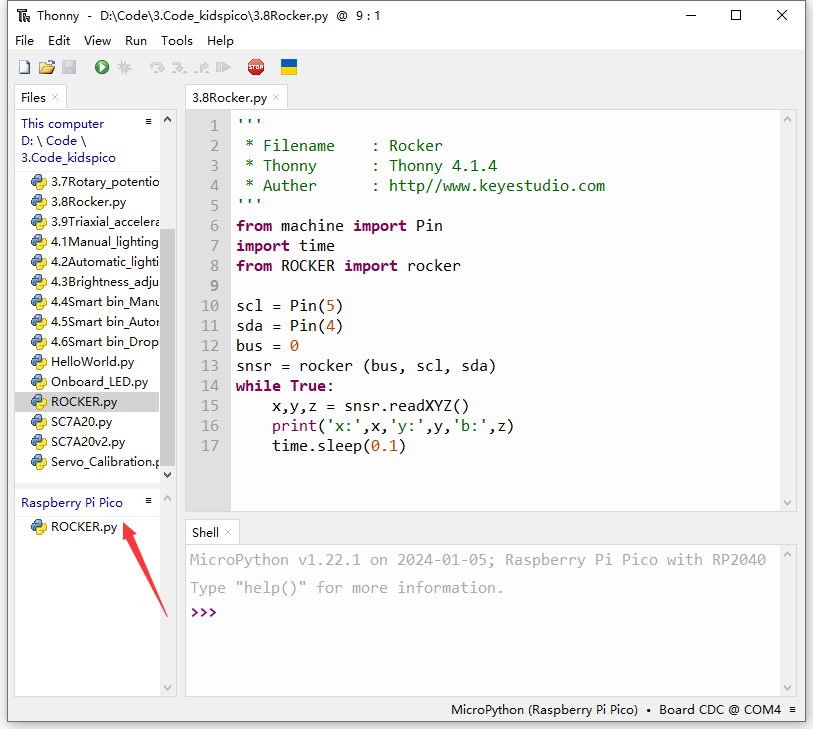 Thonny - D:\Code\3.Code_kidspico\3.8Rocker.py @ 9 : 1
File Edit View Run Tools Help
STOP
Files
This computer
D: \ Code \
3.Code_kidspico
3.7Rotary_potentio
3.8Rocker.py
3.9Triaxial_accelera
4.1Manual_lighting
4.2Automatic_lighti
4.3Brightness_adju
4.4Smart bin_Manu
4.5Smart bin_Autor
4.6Smart bin_Drop
HelloWorld.py
Onboard_LED.py
ROCKER.py
SC7A20.py
SC7A20v2.py
Servo_Calibration.p
Raspberry Pi Pico
ROCKER.py
3.8Rocker.py
1 '''
2 * Filename : Rocker
3 * Thonny : Thonny 4.1.4
4 * Auther : http//www.keyestudio.com
5 '''
6 from machine import Pin
7 import time
8 from ROCKER import rocker
9
10 scl = Pin(5)
11 sda = Pin(4)
12 bus = 0
13 snsr = rocker (bus, scl, sda)
14 while True:
15 x,y,z = snsr.readXYZ()
16 print('x:',x,'y:',y,'b:',z)
17 time.sleep(0.1)
Shell
MicroPython v1.22.1 on 2024-01-05; Raspberry Pi Pico with RP2040
Type "help()" for more information.
>>>
MicroPython (Raspberry Pi Pico) • Board CDC @ COM4 ≡